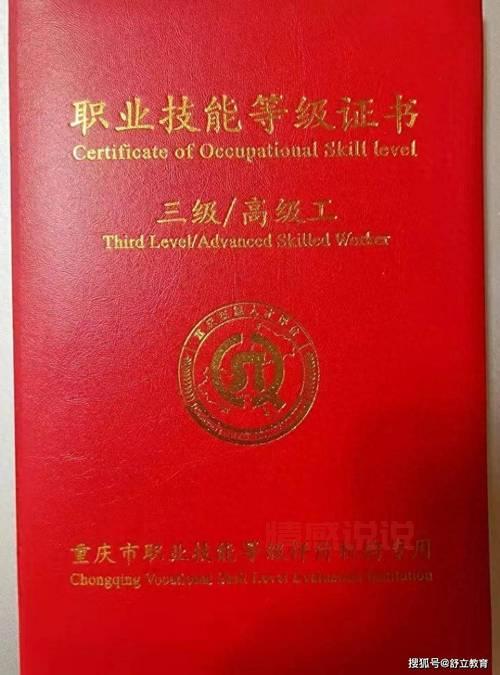 职业技能等级证书
Certificate of Occupational Skill level
三级/高级工
Third Level/Advanced Skilled Worker
情感说说
重庆市职业技能等级评价机构专用
Chongqing Vocational Skill Level Evaluation Institution
搜狐号@舒立教育